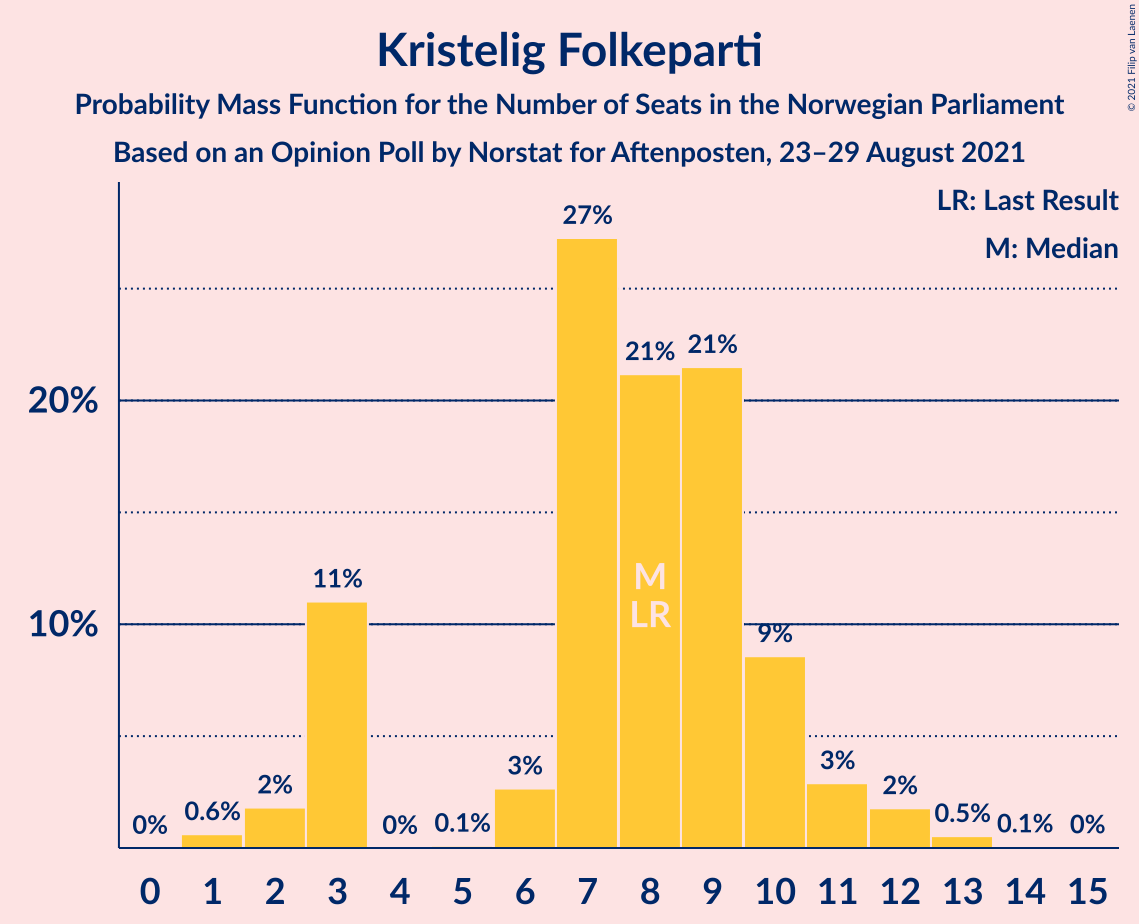 Kristelig Folkeparti
Probability Mass Function for the Number of Seats in the Norwegian Parliament
Based on an Opinion Poll by Norstat for Aftenposten, 23–29 August 2021
© 2021 Filip van Laenen
LR: Last Result
M: Median
27%
21%
21%
20%
11%
M
LR
10%
9%
3%
3%
2%
2%
0%
0.6%
0%
0.1%
0.5%
0.1%
0%
0 1 2 3 4 5 6 7 8 9 10 11 12 13 14 15